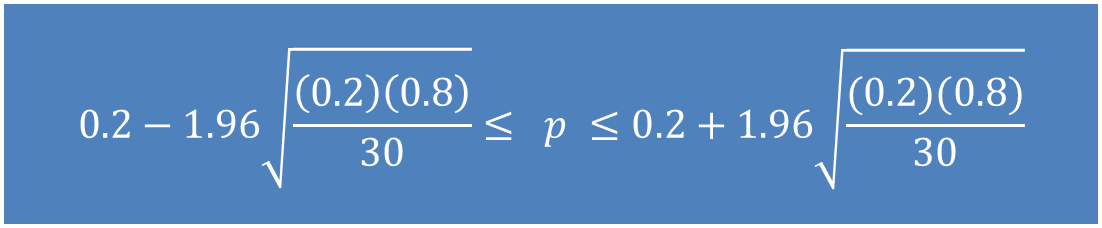 0.2 − 1.96√((0.2)(0.8)/30) ≤ p ≤ 0.2 + 1.96√((0.2)(0.8)/30)